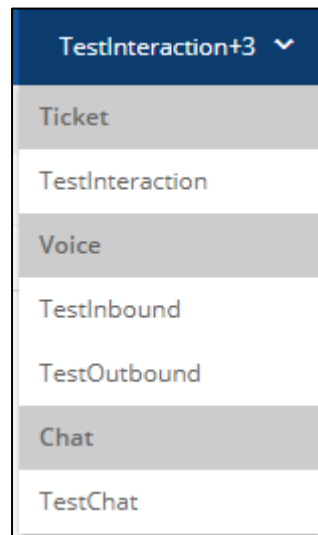 TestInteraction+3
Ticket
TestInteraction
Voice
TestInbound
TestOutbound
Chat
TestChat